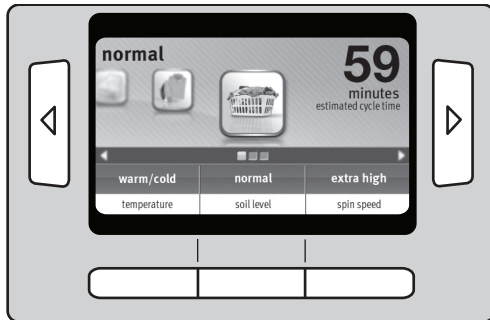 normal
59
minutes
estimated cycle time
warm/cold normal extra high
temperature soil level spin speed